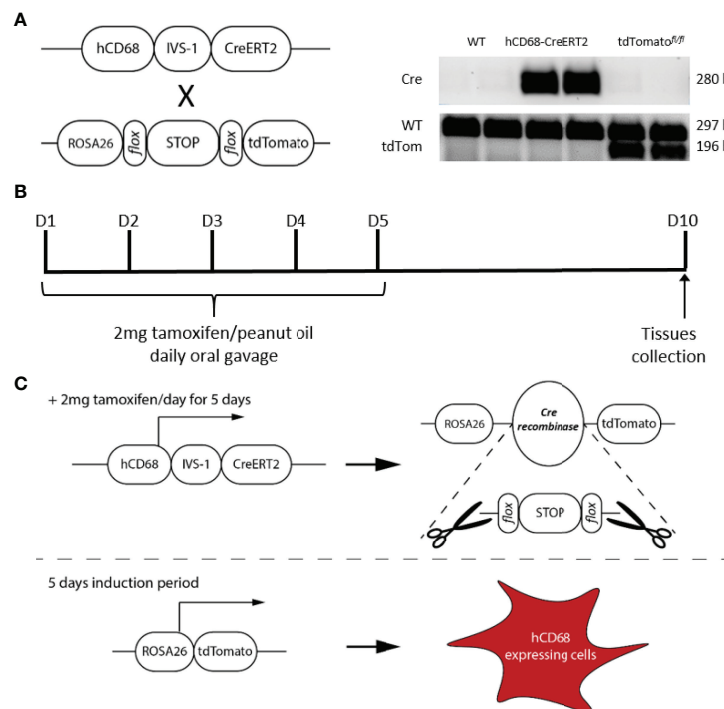 A
hCD68 IVS-1 CreERT2
X
ROSA26 flox STOP flox tdTomato
WT hCD68-CreERT2 tdTomatofl/fl
Cre 280
WT 297
tdTom 196
B
D1 D2 D3 D4 D5 D10
2mg tamoxifen/peanut oil
daily oral gavage
Tissues
collection
C
+ 2mg tamoxifen/day for 5 days
hCD68 IVS-1 CreERT2
ROSA26 Cre recombinase tdTomato
flox STOP flox
5 days induction period
ROSA26 tdTomato
hCD68
expressing cells